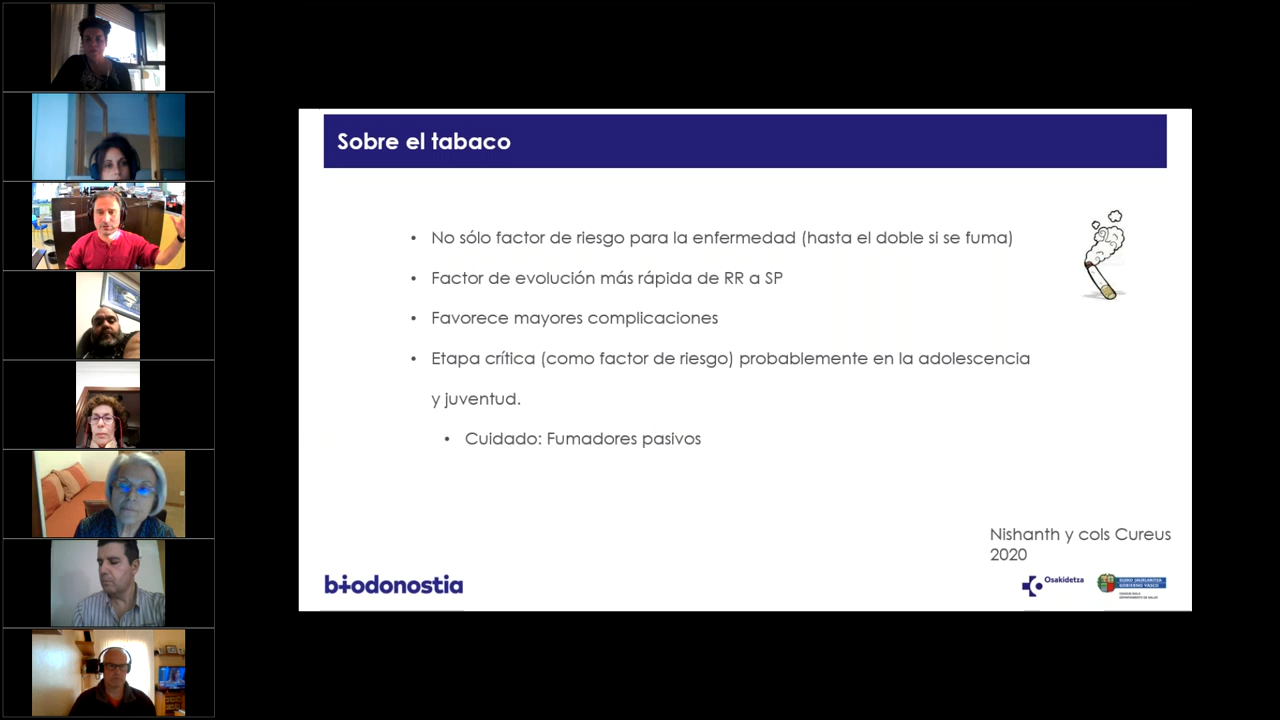 Sobre el tabaco
• No sólo factor de riesgo para la enfermedad (hasta el doble si se fuma)
• Factor de evolución más rápida de RR a SP
• Favorece mayores complicaciones
• Etapa crítica (como factor de riesgo) probablemente en la adolescencia
y juventud.
• Cuidado: Fumadores pasivos
Nishanth y cols Cureus
2020
biodonostia
Osakidetza
EUSKO JAURLARITZA
GOBIERNO VASCO